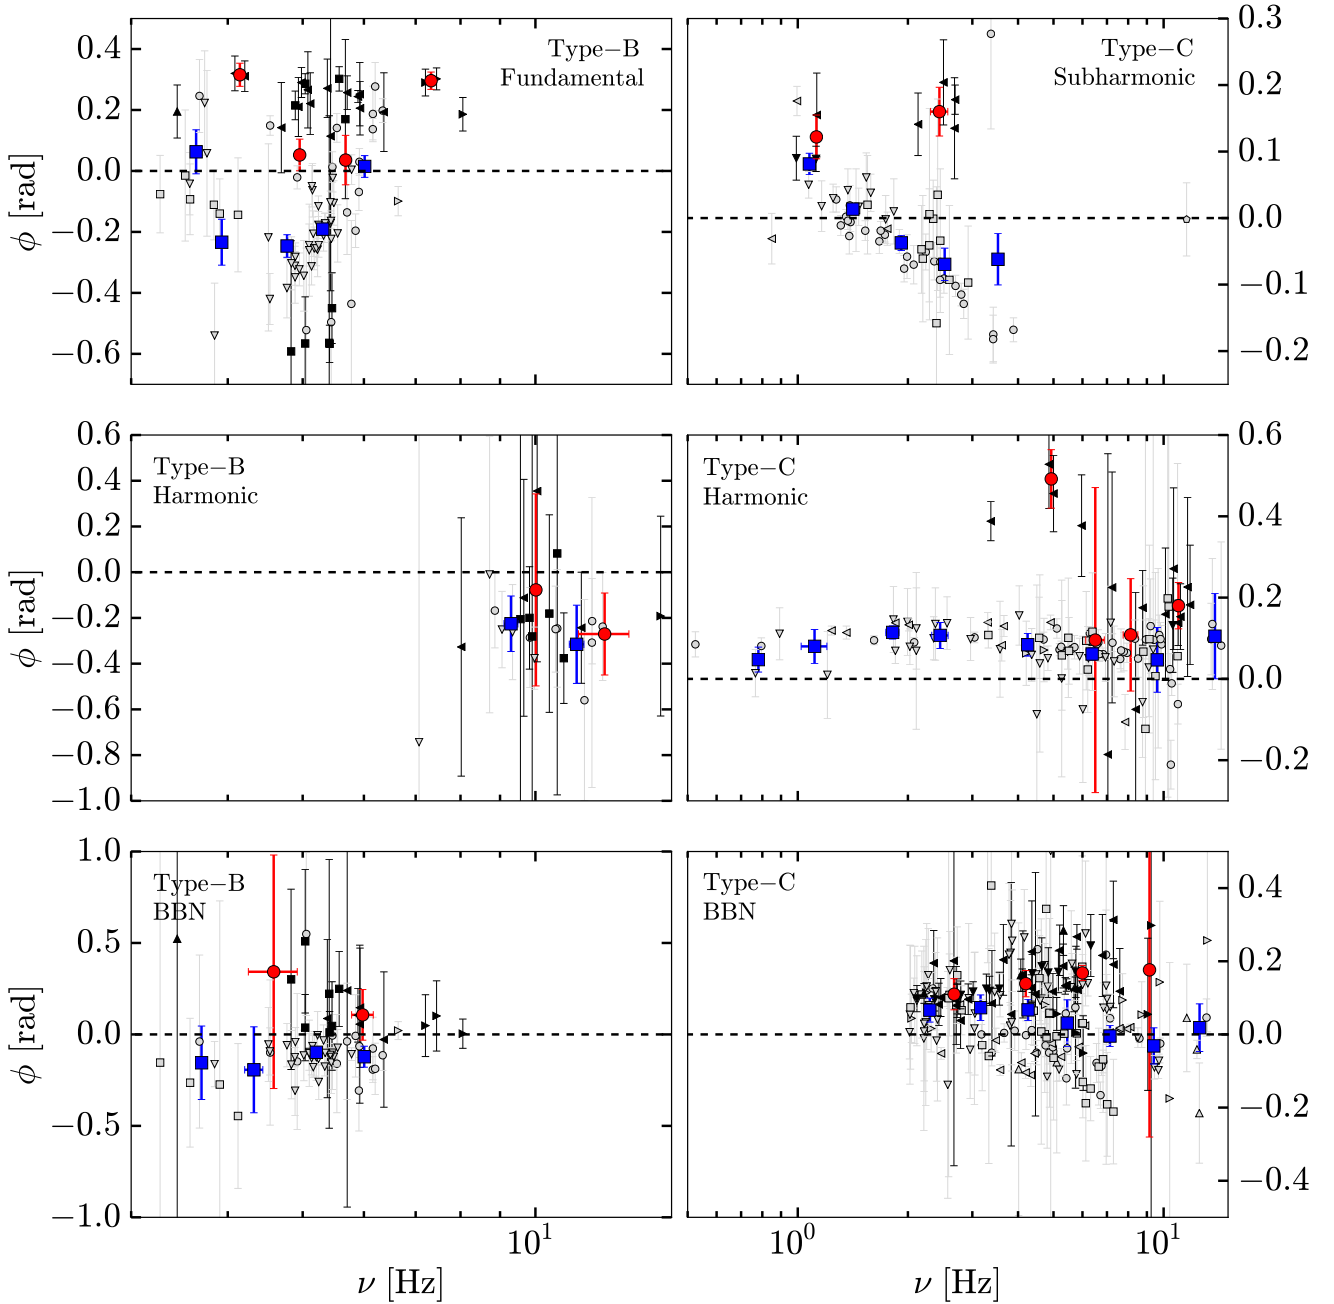 Type−B
Fundamental
0.4
0.2
0.0
−0.2
−0.4
−0.6
ϕ [rad]
Type−C
Subharmonic
0.3
0.2
0.1
0.0
−0.1
−0.2
Type−B
Harmonic
0.6
0.4
0.2
0.0
−0.2
−0.4
−0.6
−0.8
−1.0
ϕ [rad]
Type−C
Harmonic
0.6
0.4
0.2
0.0
−0.2
Type−B
BBN
1.0
0.5
0.0
−0.5
−1.0
ϕ [rad]
10¹
ν [Hz]
Type−C
BBN
0.4
0.2
0.0
−0.2
−0.4
10⁰ 10¹
ν [Hz]